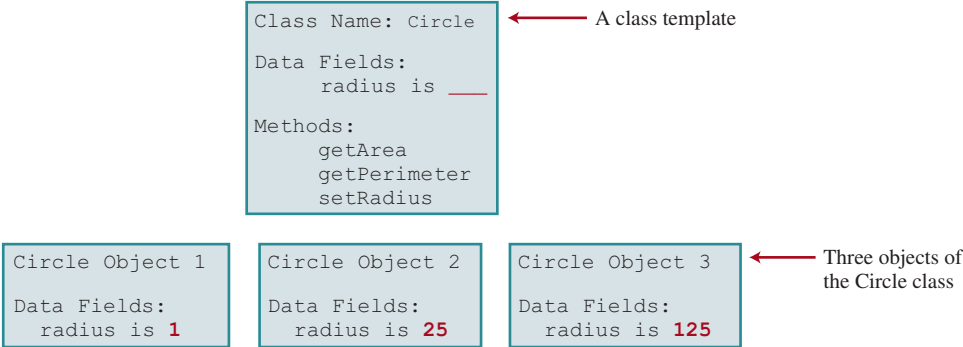 Class Name: Circle
A class template
Data Fields:
radius is ___
Methods:
getArea
getPerimeter
setRadius
Circle Object 1
Data Fields:
radius is 1
Circle Object 2
Data Fields:
radius is 25
Circle Object 3
Data Fields:
radius is 125
Three objects of
the Circle class